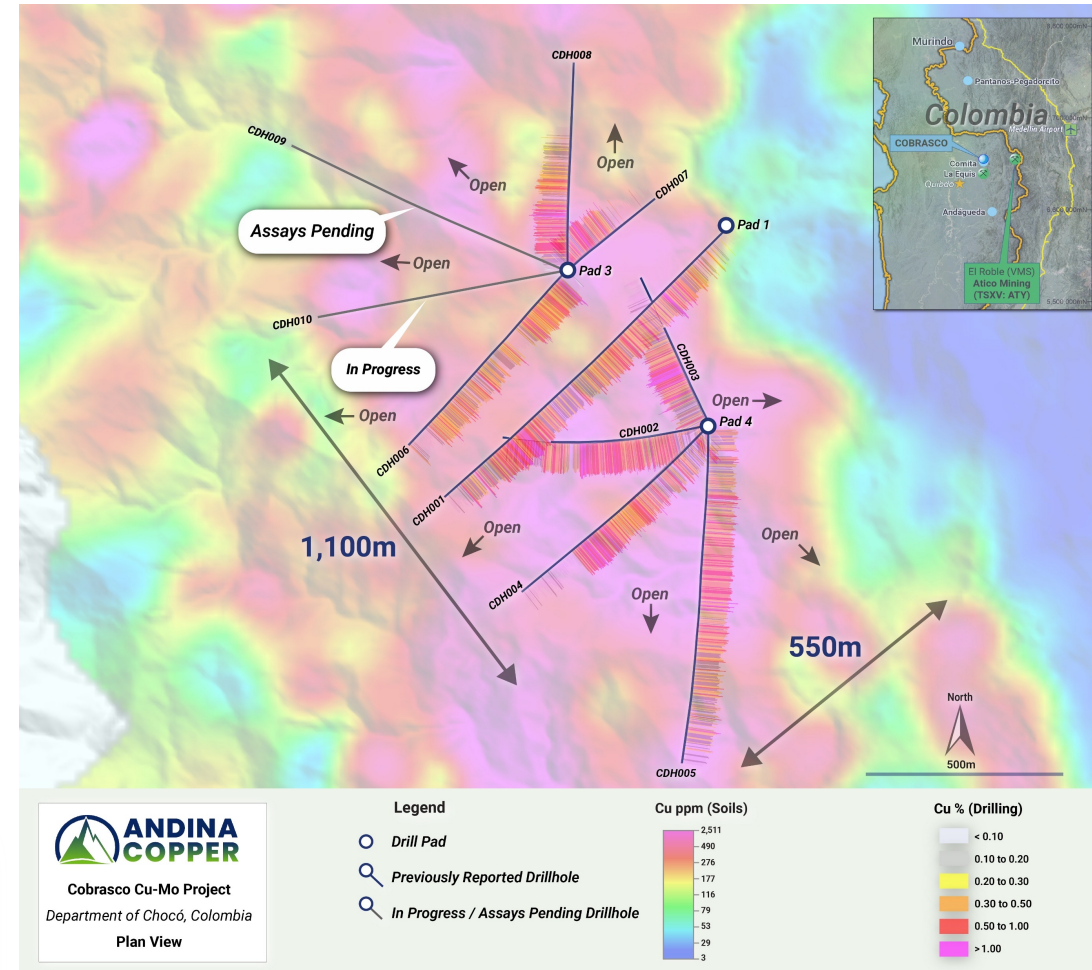 CDH008
CDH009
Open
Open
CDH007
Assays Pending
Open
Pad 3
Pad 1
CDH010
In Progress
Open
CDH003
Open
Pad 4
CDH002
CDH006
CDH001
Open
1,100m
Open
CDH004
Open
550m
CDH005
North
500m
Murindo
Pantanos-Pegadorcito
Colombia
Medellin Airport
COBRASCO
Comita
La Equis
Quibdó
Andagueda
El Roble (VMS)
Atico Mining
(TSXV: ATY)
ANDINA
COPPER
Cobrasco Cu-Mo Project
Department of Chocó, Colombia
Plan View
Legend
Drill Pad
Previously Reported Drillhole
In Progress / Assays Pending Drillhole
Cu ppm (Soils)
2,511
490
276
177
116
79
53
29
3
Cu % (Drilling)
< 0.10
0.10 to 0.20
0.20 to 0.30
0.30 to 0.50
0.50 to 1.00
>1.00